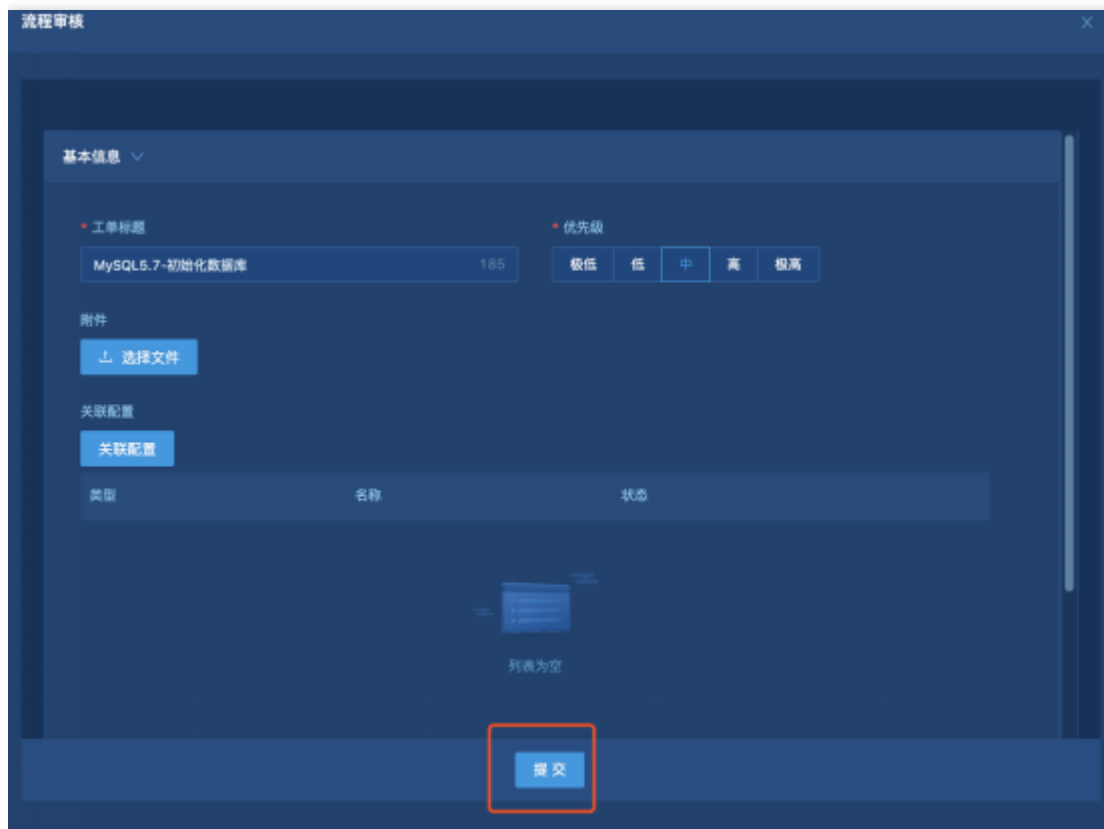 流程审核
基本信息
* 工单标题
* 优先级
MySQL5.7-初始化数据库 185
极低 低 中 高 极高
附件
选择文件
关联配置
关联配置
类型 名称 状态
列表为空
提交